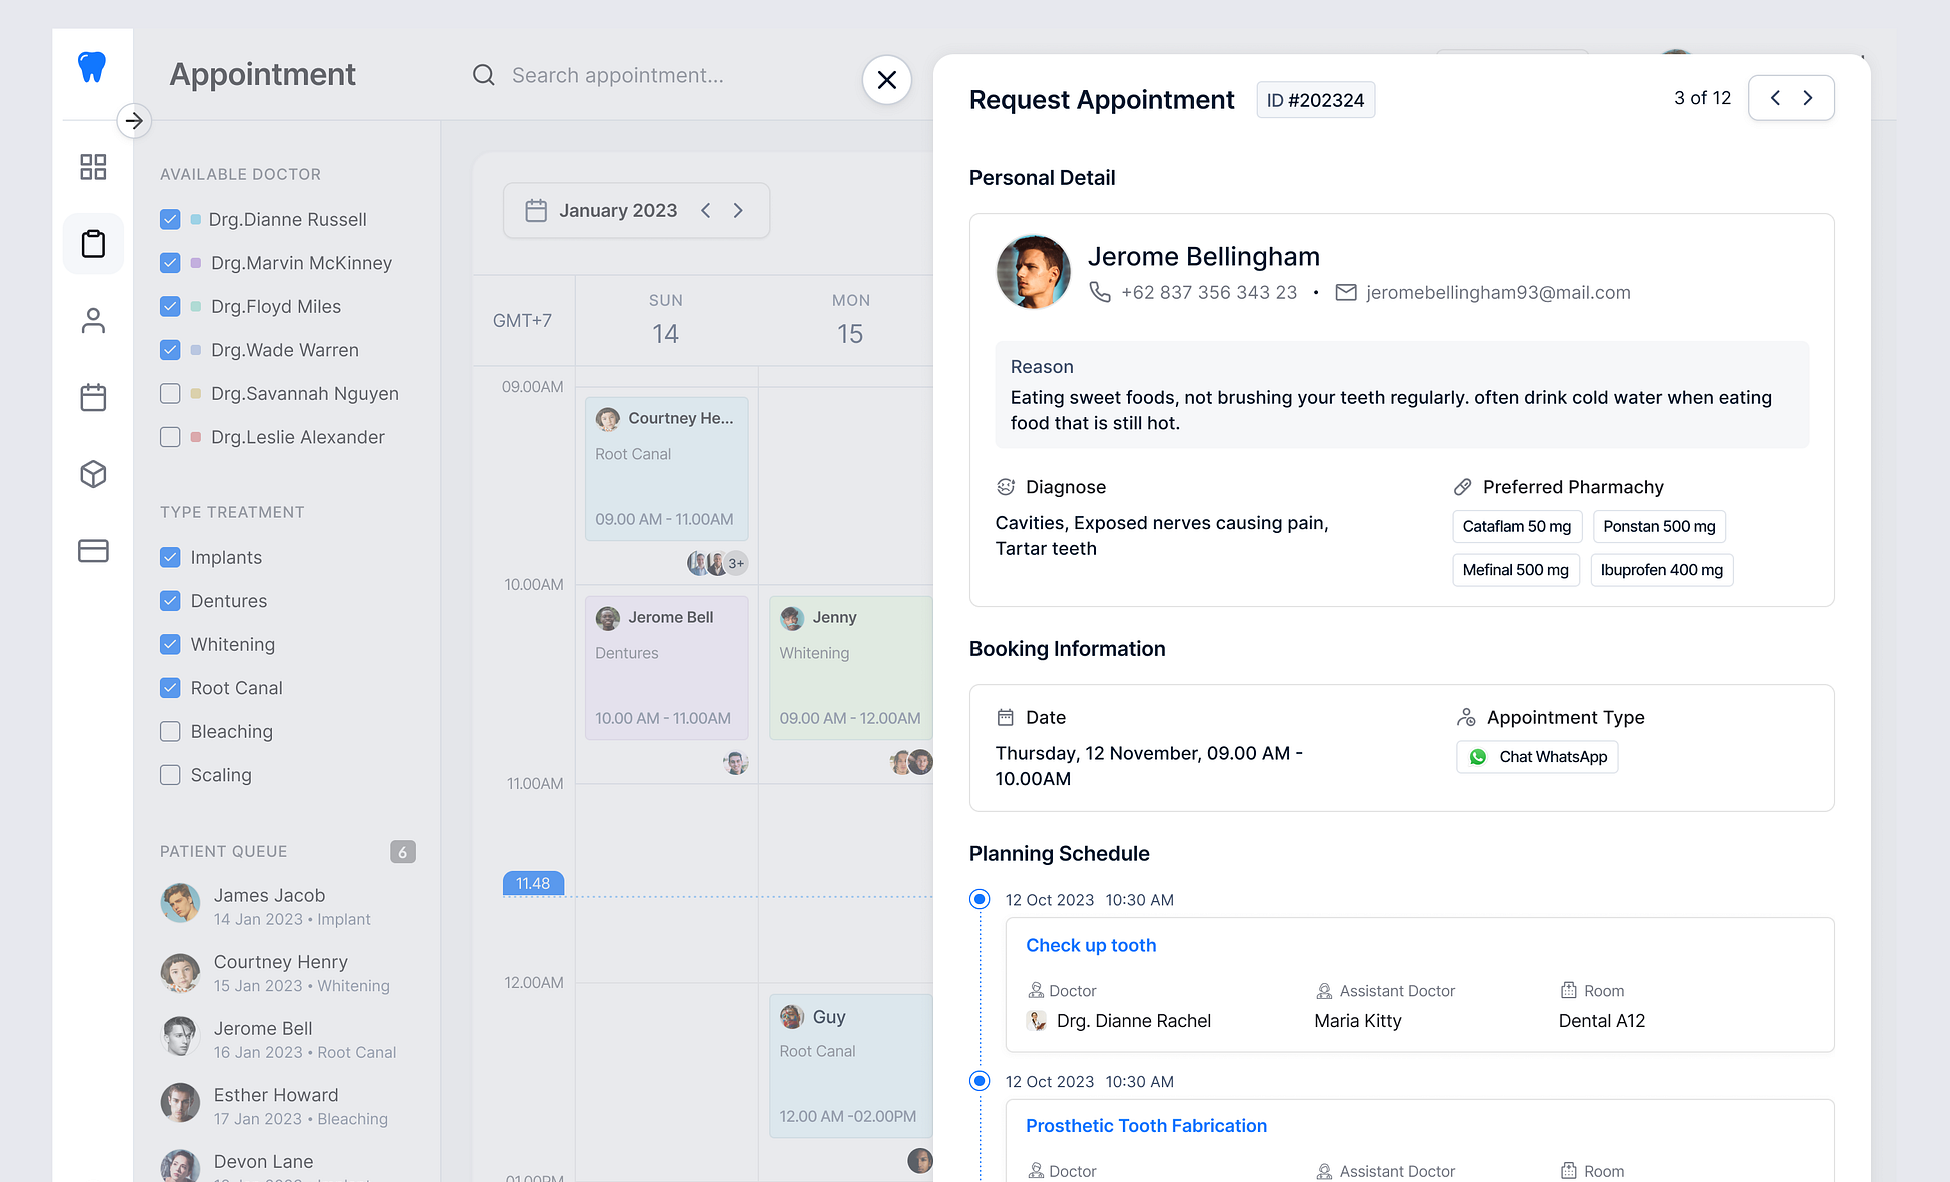 Appointment
Search appointment...
AVAILABLE DOCTOR
Drg.Dianne Russell
Drg.Marvin McKinney
Drg.Floyd Miles
Drg.Wade Warren
Drg.Savannah Nguyen
Drg.Leslie Alexander
TYPE TREATMENT
Implants
Dentures
Whitening
Root Canal
Bleaching
Scaling
PATIENT QUEUE 6
James Jacob
14 Jan 2023 • Implant
Courtney Henry
15 Jan 2023 • Whitening
Jerome Bell
16 Jan 2023 • Root Canal
Esther Howard
17 Jan 2023 • Bleaching
Devon Lane
January 2023
GMT+7
SUN
14
MON
15
09.00AM
Courtney He...
Root Canal
09.00 AM - 11.00AM
3+
10.00AM
Jerome Bell
Dentures
10.00 AM - 11.00AM
Jenny
Whitening
09.00 AM - 12.00AM
11.00AM
11.48
12.00AM
Guy
Root Canal
12.00 AM -02.00PM
01.00PM
Request Appointment
ID #202324
3 of 12
Personal Detail
Jerome Bellingham
+62 837 356 343 23 • jeromebellingham93@mail.com
Reason
Eating sweet foods, not brushing your teeth regularly. often drink cold water when eating
food that is still hot.
Diagnose
Cavities, Exposed nerves causing pain,
Tartar teeth
Preferred Pharmachy
Cataflam 50 mg
Ponstan 500 mg
Mefinal 500 mg
Ibuprofen 400 mg
Booking Information
Date
Thursday, 12 November, 09.00 AM -
10.00AM
Appointment Type
Chat WhatsApp
Planning Schedule
12 Oct 2023 10:30 AM
Check up tooth
Doctor
Drg. Dianne Rachel
Assistant Doctor
Maria Kitty
Room
Dental A12
12 Oct 2023 10:30 AM
Prosthetic Tooth Fabrication
Doctor
Assistant Doctor
Room